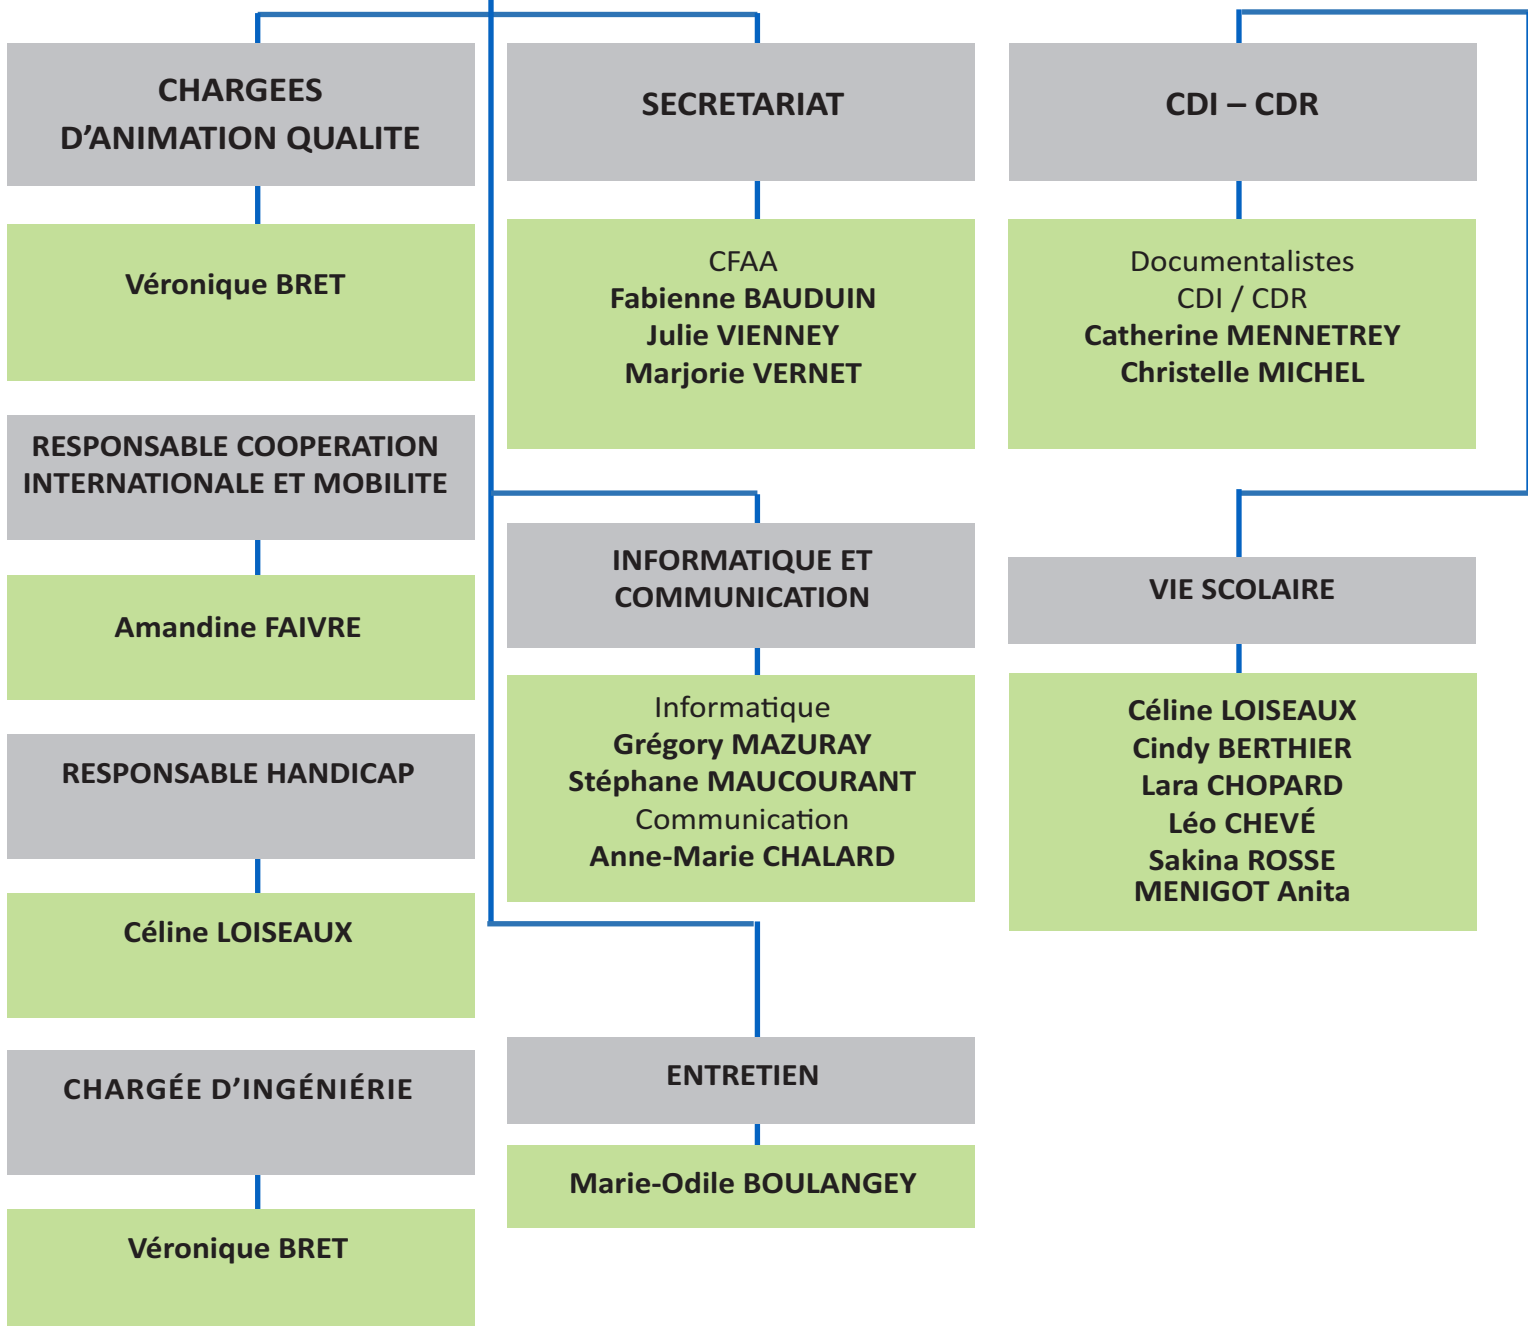 CHARGEES
D’ANIMATION QUALITE
Véronique BRET
RESPONSABLE COOPERATION
INTERNATIONALE ET MOBILITE
Amandine FAIVRE
RESPONSABLE HANDICAP
Céline LOISEAUX
CHARGÉE D’INGÉNIÉRIE
Véronique BRET
SECRETARIAT
CFAA
Fabienne BAUDUIN
Julie VIENNEY
Marjorie VERNET
INFORMATIQUE ET
COMMUNICATION
Informatique
Grégory MAZURAY
Stéphane MAUCOURANT
Communication
Anne-Marie CHALARD
ENTRETIEN
Marie-Odile BOULANGEY
CDI – CDR
Documentalistes
CDI / CDR
Catherine MENNETREY
Christelle MICHEL
VIE SCOLAIRE
Céline LOISEAUX
Cindy BERTHIER
Lara CHOPARD
Léo CHEVÉ
Sakina ROSSE
MENIGOT Anita